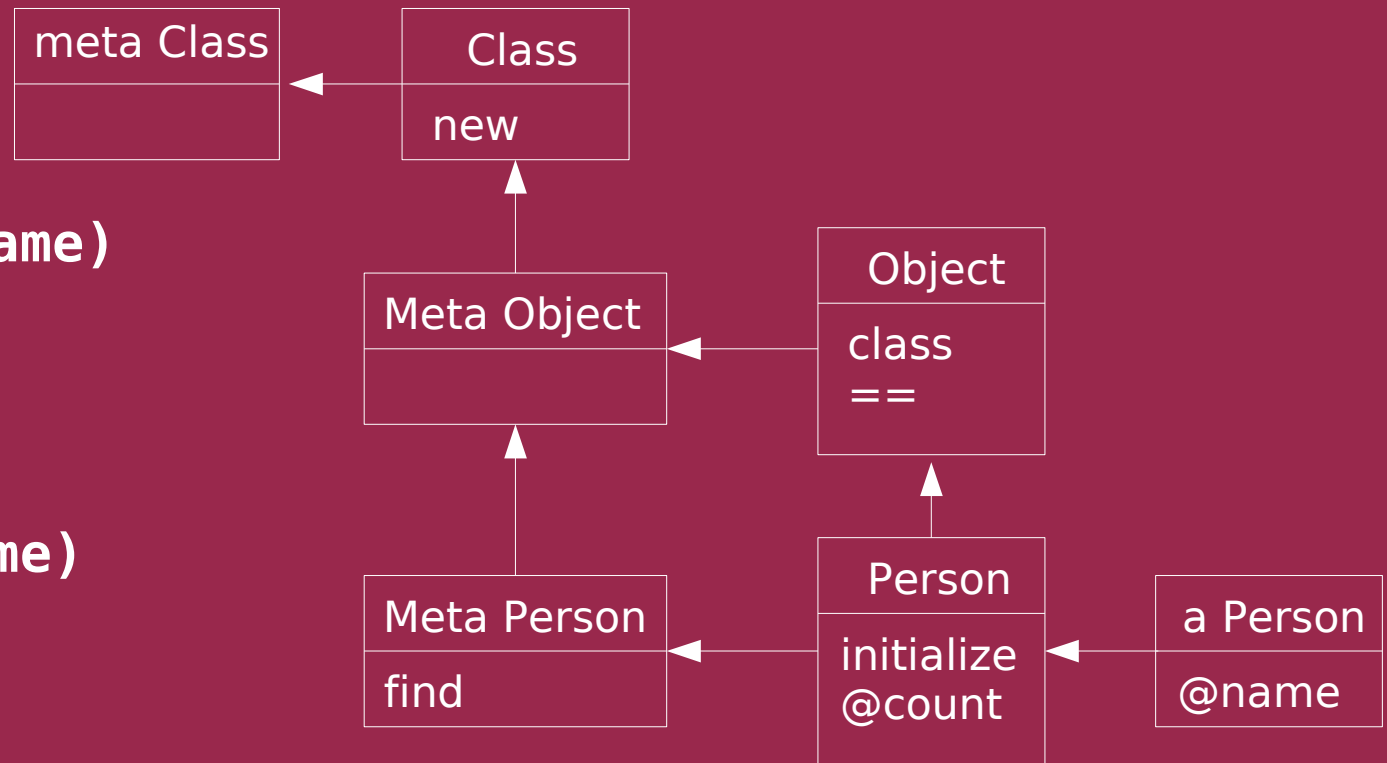 meta Class
Class
new
ame)
Object
class
==
Meta Object
me)
Person
initialize
@count
Meta Person
find
a Person
@name